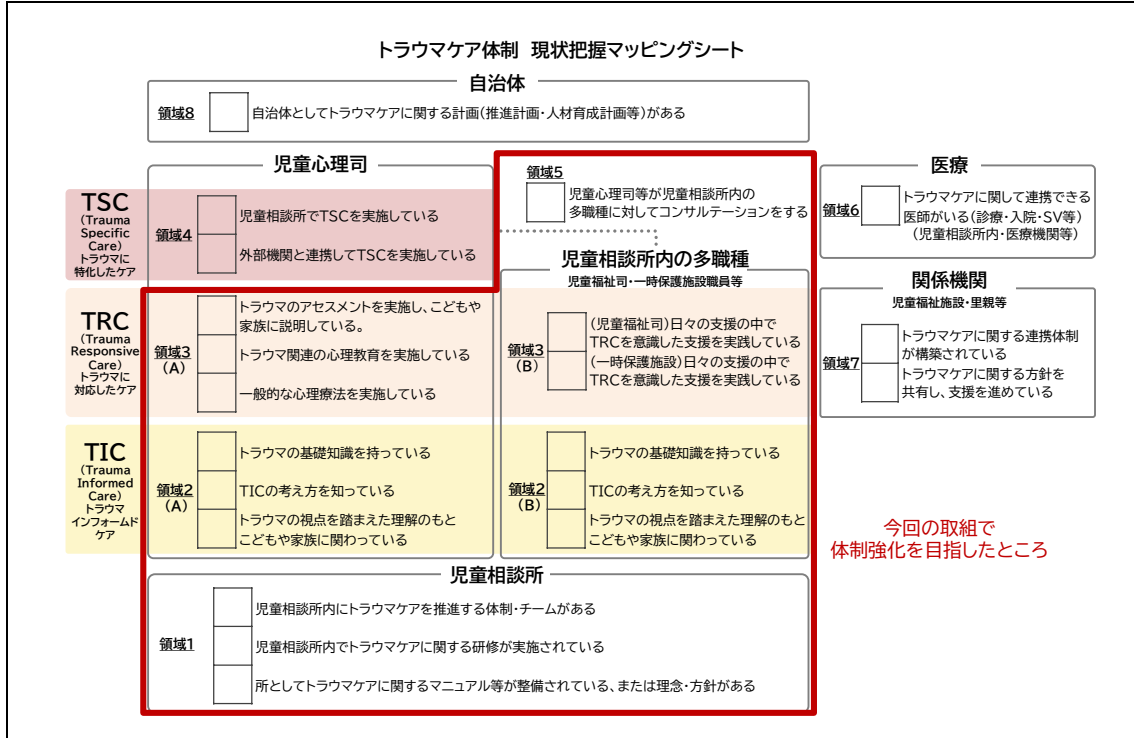 トラウマケア体制 現状把握マッピングシート
自治体
領域8
自治体としてトラウマケアに関する計画(推進計画・人材育成計画等)がある
児童心理司
TSC
(Trauma
Specific
Care)
トラウマに
特化したケア
領域4
児童相談所でTSCを実施している
外部機関と連携してTSCを実施している
領域5
児童心理司等が児童相談所内の
多職種に対してコンサルテーションをする
医療
領域6
トラウマケアに関して連携できる
医師がいる(診療・入院・SV等)
(児童相談所内・医療機関等)
児童相談所内の多職種
児童福祉司・一時保護施設職員等
関係機関
児童福祉施設・里親等
TRC
(Trauma
Responsive
Care)
トラウマに
対応したケア
領域3
(A)
トラウマのアセスメントを実施し、こどもや
家族に説明している。
トラウマ関連の心理教育を実施している
一般的な心理療法を実施している
領域3
(B)
(児童福祉司)日々の支援の中で
TRCを意識した支援を実践している
(一時保護施設)日々の支援の中で
TRCを意識した支援を実践している
領域7
トラウマケアに関する連携体制
が構築されている
トラウマケアに関する方針を
共有し、支援を進めている
TIC
(Trauma
Informed
Care)
トラウマ
インフォームド
ケア
領域2
(A)
トラウマの基礎知識を持っている
TICの考え方を知っている
トラウマの視点を踏まえた理解のもと
こどもや家族に関わっている
領域2
(B)
トラウマの基礎知識を持っている
TICの考え方を知っている
トラウマの視点を踏まえた理解のもと
こどもや家族に関わっている
今回の取組で
体制強化を目指したところ
児童相談所
領域1
児童相談所内にトラウマケアを推進する体制・チームがある
児童相談所内でトラウマケアに関する研修が実施されている
所としてトラウマケアに関するマニュアル等が整備されている、または理念・方針がある